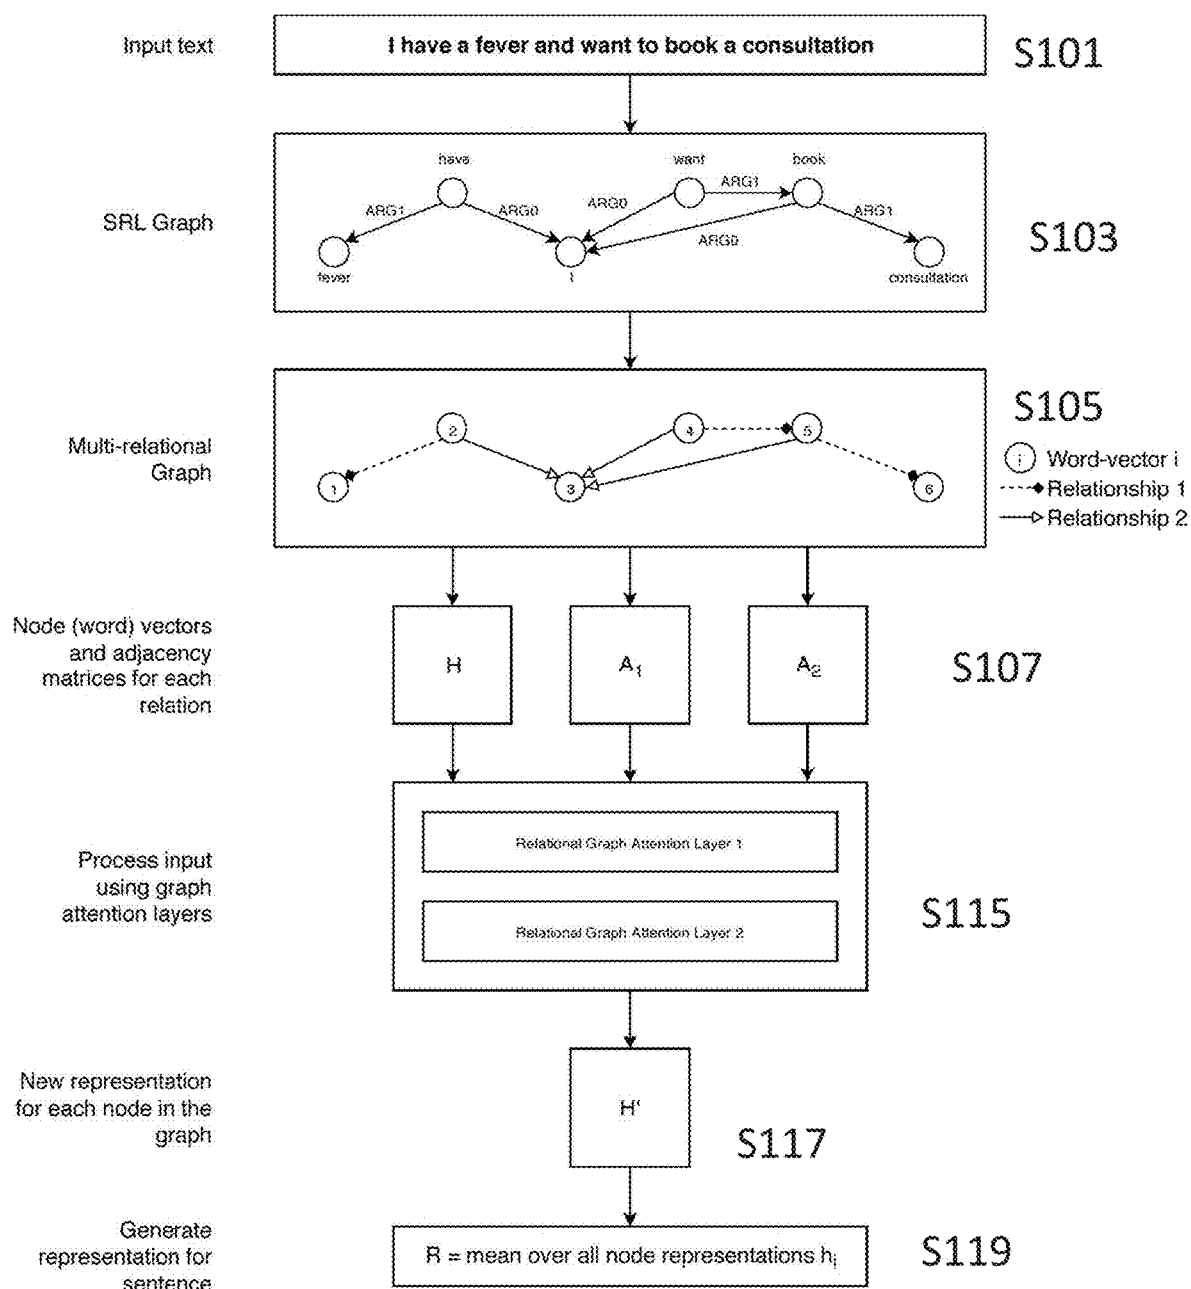 Input text
I have a fever and want to book a consultation
S101
SRL Graph
have
want
book
ARG1
ARG1
ARG0
ARG0
ARG1
ARG0
fever
I
consultation
S103
Multi-relational
Graph
2
4
5
1
3
6
S105
i Word-vector i
Relationship 1
Relationship 2
Node (word) vectors
and adjacency
matrices for each
relation
H
A1
A2
S107
Process input
using graph
attention layers
Relational Graph Attention Layer 1
Relational Graph Attention Layer 2
S115
New representation
for each node in the
graph
H'
S117
Generate
representation for
sentence
R = mean over all node representations hi
S119